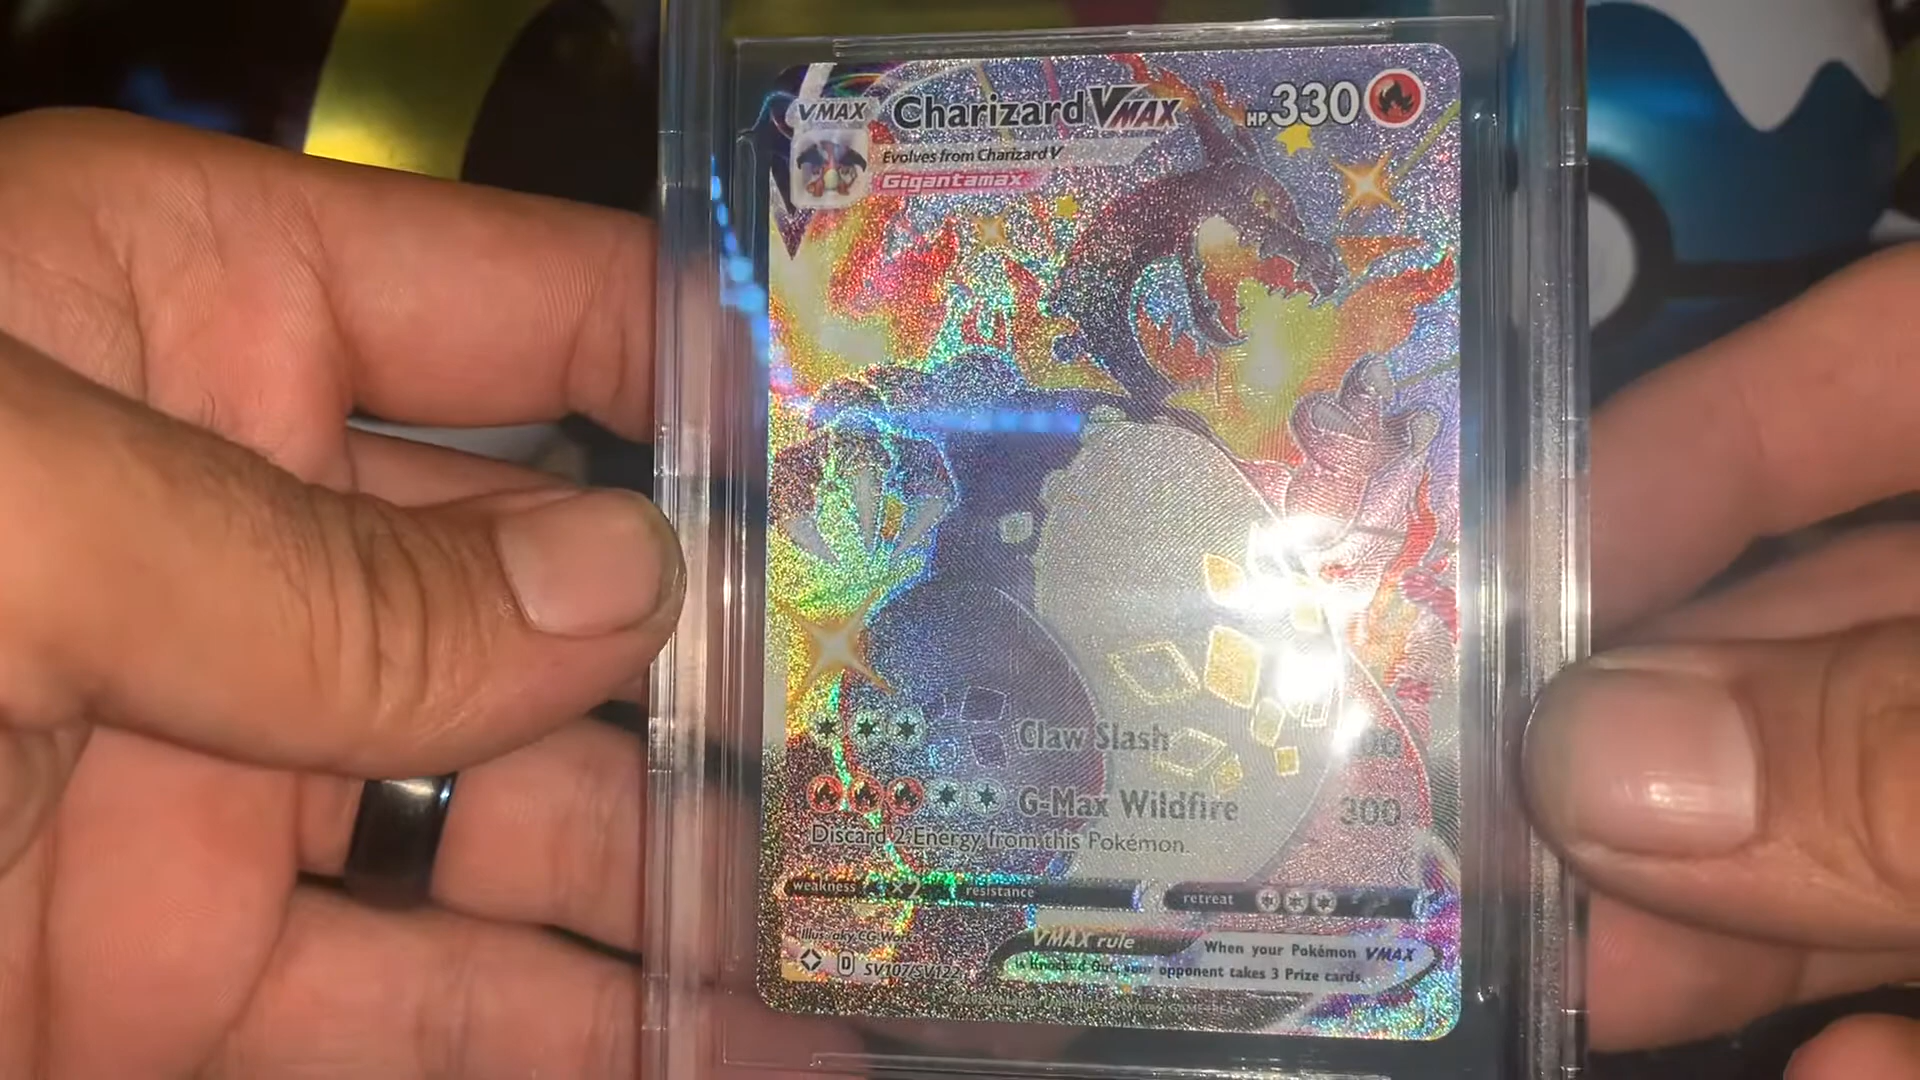 VMAX Charizard VMAX HP 330
Evolves from Charizard V
Gigantamax
Claw Slash
G-Max Wildfire 300
Discard 2 Energy from this Pokémon.
weakness ×2 resistance retreat
Illus. aky CG Works
VMAX rule When your Pokémon VMAX
is Knocked Out, your opponent takes 3 Prize cards.
D SV107/SV122